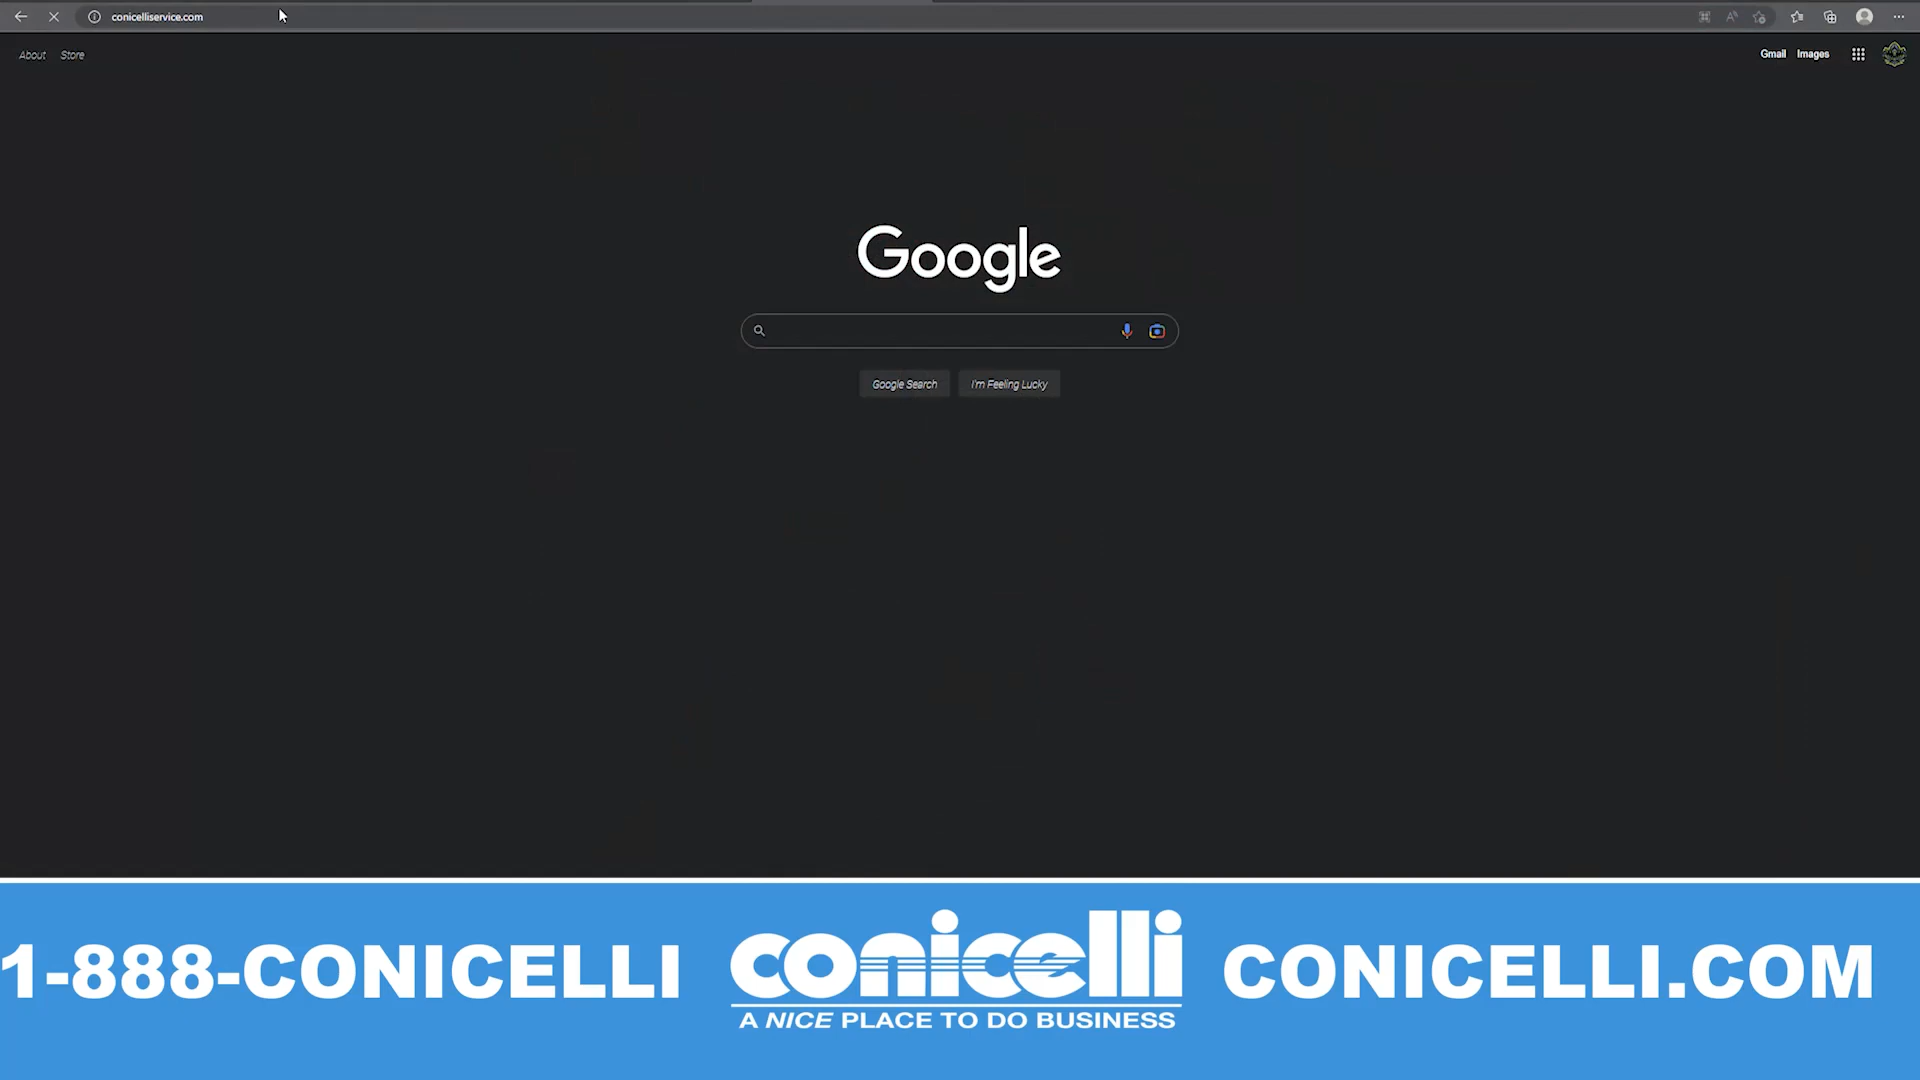 conicelliservice.com
About Store
Gmail Images
Google
Google Search I'm Feeling Lucky
1-888-CONICELLI
conicelli
A NICE PLACE TO DO BUSINESS
CONICELLI.COM